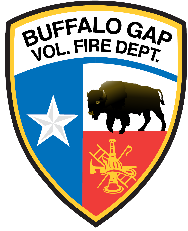 BUFFALO GAP
VOL. FIRE DEPT.